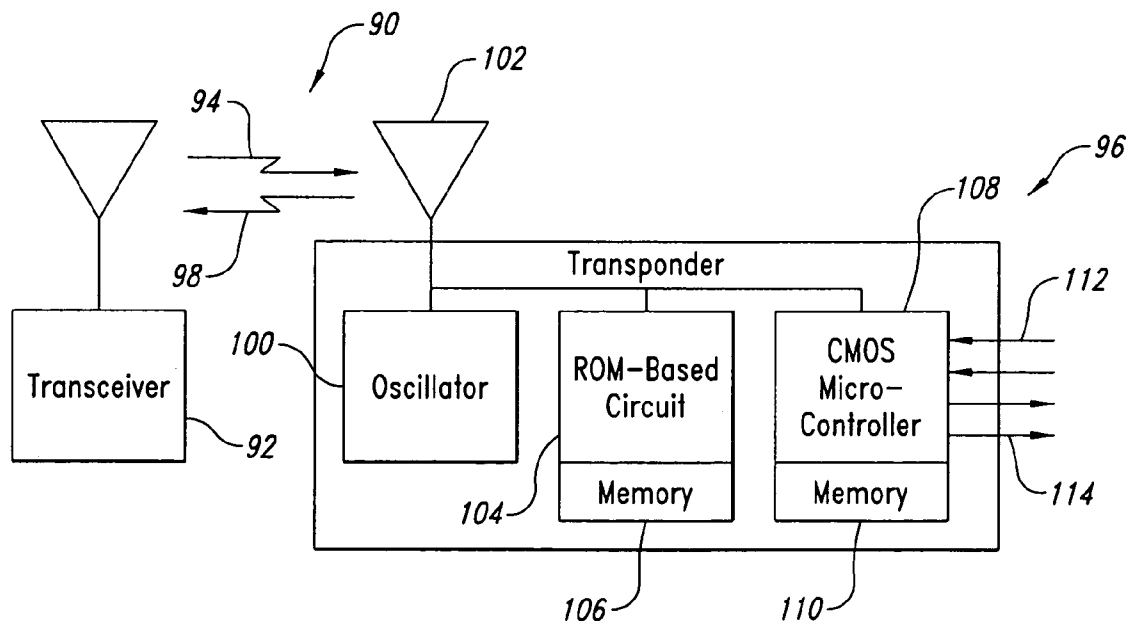 90
102
94
96
108
98
Transponder
112
100
Transceiver
Oscillator
ROM-Based
Circuit
CMOS
Micro-
Controller
92
104
Memory
Memory
114
106
110